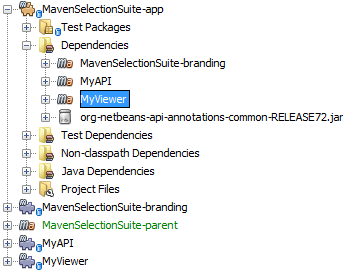 MavenSelectionSuite-app
Test Packages
Dependencies
MavenSelectionSuite-branding
MyAPI
MyViewer
org-netbeans-api-annotations-common-RELEASE72.jar
Test Dependencies
Non-classpath Dependencies
Java Dependencies
Project Files
MavenSelectionSuite-branding
MavenSelectionSuite-parent
MyAPI
MyViewer